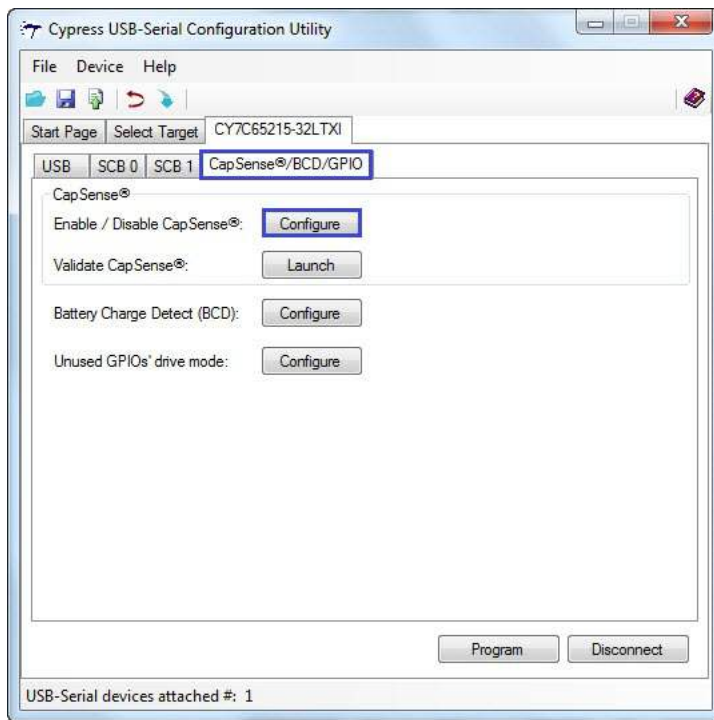 Cypress USB-Serial Configuration Utility
File Device Help
Start Page Select Target CY7C65215-32LTXI
USB SCB 0 SCB 1 CapSense®/BCD/GPIO
CapSense®
Enable / Disable CapSense®: Configure
Validate CapSense®: Launch
Battery Charge Detect (BCD): Configure
Unused GPIOs' drive mode: Configure
Program Disconnect
USB-Serial devices attached #: 1